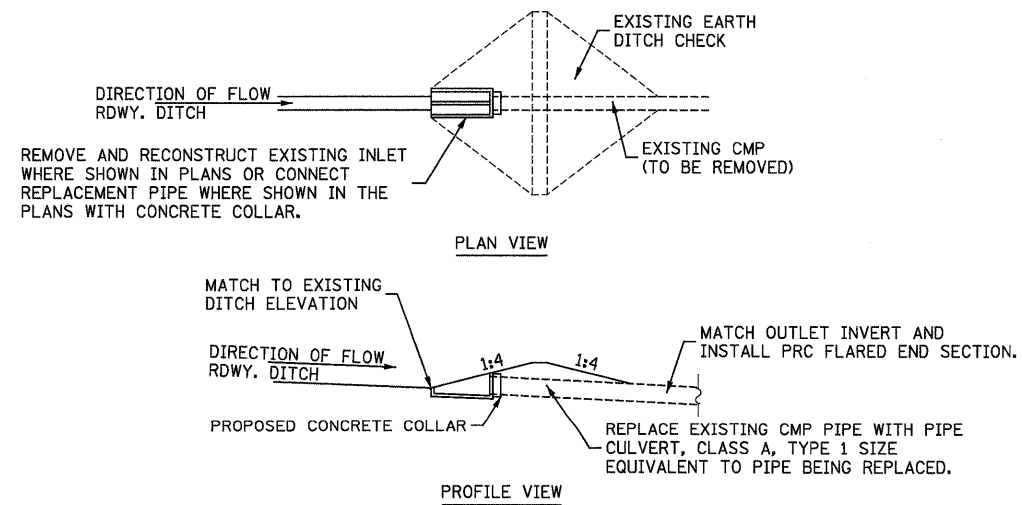 EXISTING EARTH
DITCH CHECK
DIRECTION OF FLOW
RDWY. DITCH
EXISTING CMP
(TO BE REMOVED)
REMOVE AND RECONSTRUCT EXISTING INLET
WHERE SHOWN IN PLANS OR CONNECT
REPLACEMENT PIPE WHERE SHOWN IN THE
PLANS WITH CONCRETE COLLAR.
PLAN VIEW
MATCH TO EXISTING
DITCH ELEVATION
DIRECTION OF FLOW
RDWY. DITCH
1:4
1:4
MATCH OUTLET INVERT AND
INSTALL PRC FLARED END SECTION.
PROPOSED CONCRETE COLLAR
REPLACE EXISTING CMP PIPE WITH PIPE
CULVERT, CLASS A, TYPE 1 SIZE
EQUIVALENT TO PIPE BEING REPLACED.
PROFILE VIEW